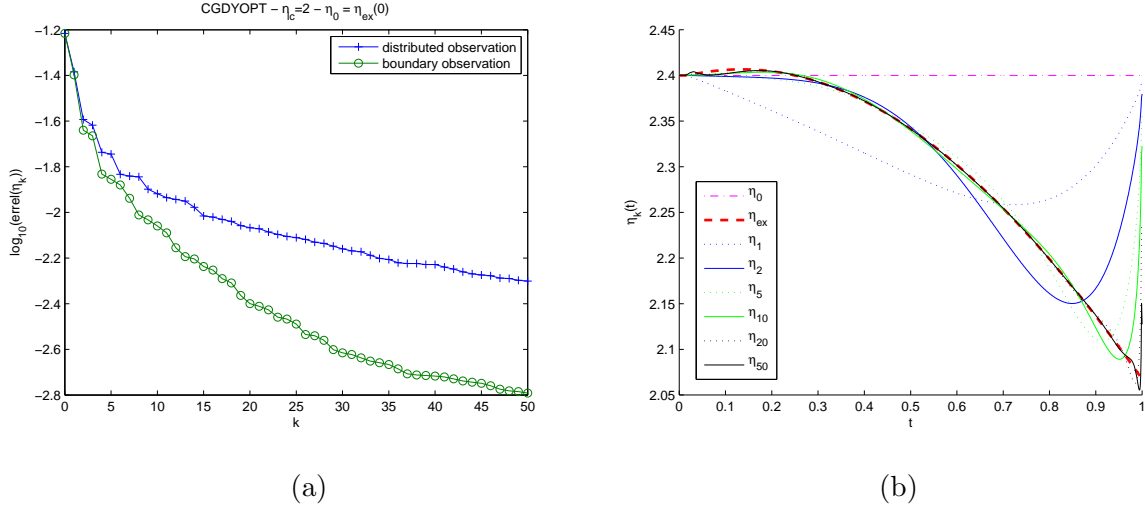 CGDYOPT − η_c=2 − η_0 = η_ex(0)
−1.2
−1.4
−1.6
−1.8
−2
−2.2
−2.4
−2.6
−2.8
log_10(errel(η_k))
distributed observation
boundary observation
0 5 10 15 20 25 30 35 40 45 50
k
(a)
2.45
2.4
2.35
2.3
2.25
2.2
2.15
2.1
2.05
η_k(t)
η_0
η_ex
η_1
η_2
η_5
η_10
η_20
η_50
0 0.1 0.2 0.3 0.4 0.5 0.6 0.7 0.8 0.9 1
t
(b)